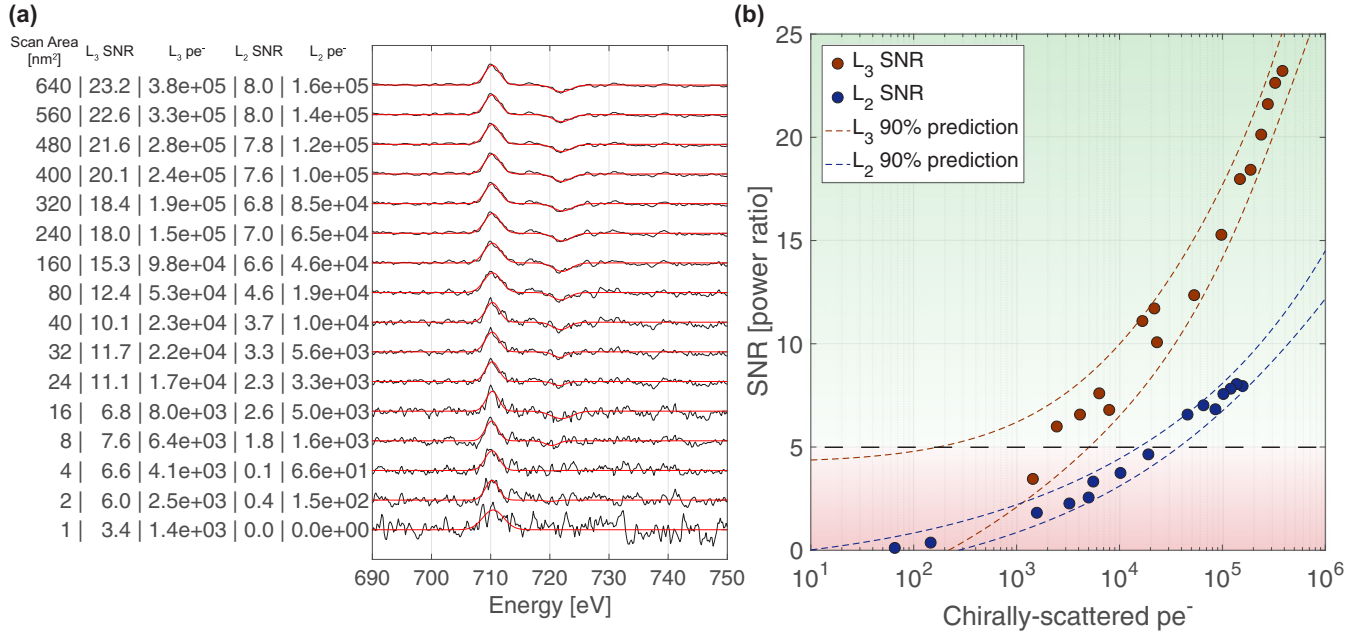 (a)
Scan Area [nm²] L₃ SNR L₃ pe⁻ L₂ SNR L₂ pe⁻
640 | 23.2 | 3.8e+05 | 8.0 | 1.6e+05
560 | 22.6 | 3.3e+05 | 8.0 | 1.4e+05
480 | 21.6 | 2.8e+05 | 7.8 | 1.2e+05
400 | 20.1 | 2.4e+05 | 7.6 | 1.0e+05
320 | 18.4 | 1.9e+05 | 6.8 | 8.5e+04
240 | 18.0 | 1.5e+05 | 7.0 | 6.5e+04
160 | 15.3 | 9.8e+04 | 6.6 | 4.6e+04
80 | 12.4 | 5.3e+04 | 4.6 | 1.9e+04
40 | 10.1 | 2.3e+04 | 3.7 | 1.0e+04
32 | 11.7 | 2.2e+04 | 3.3 | 5.6e+03
24 | 11.1 | 1.7e+04 | 2.3 | 3.3e+03
16 | 6.8 | 8.0e+03 | 2.6 | 5.0e+03
8 | 7.6 | 6.4e+03 | 1.8 | 1.6e+03
4 | 6.6 | 4.1e+03 | 0.1 | 6.6e+01
2 | 6.0 | 2.5e+03 | 0.4 | 1.5e+02
1 | 3.4 | 1.4e+03 | 0.0 | 0.0e+00
690 700 710 720 730 740 750
Energy [eV]
(b)
25
20
15
10
5
0
SNR [power ratio]
L₃ SNR
L₂ SNR
L₃ 90% prediction
L₂ 90% prediction
10¹ 10² 10³ 10⁴ 10⁵ 10⁶
Chirally-scattered pe⁻